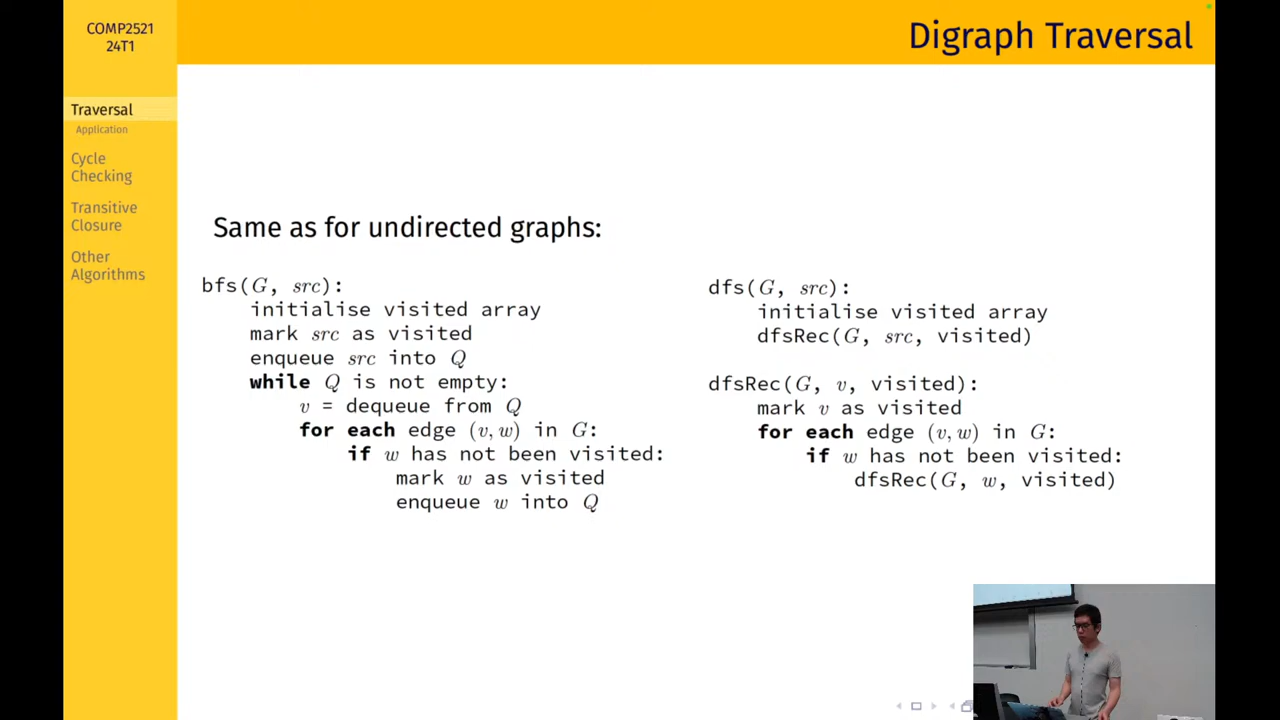 COMP2521
24T1
Digraph Traversal
Traversal
Application
Cycle
Checking
Transitive
Closure
Other
Algorithms
Same as for undirected graphs:
bfs(G, src):
initialise visited array
mark src as visited
enqueue src into Q
while Q is not empty:
v = dequeue from Q
for each edge (v, w) in G:
if w has not been visited:
mark w as visited
enqueue w into Q
dfs(G, src):
initialise visited array
dfsRec(G, src, visited)
dfsRec(G, v, visited):
mark v as visited
for each edge (v, w) in G:
if w has not been visited:
dfsRec(G, w, visited)